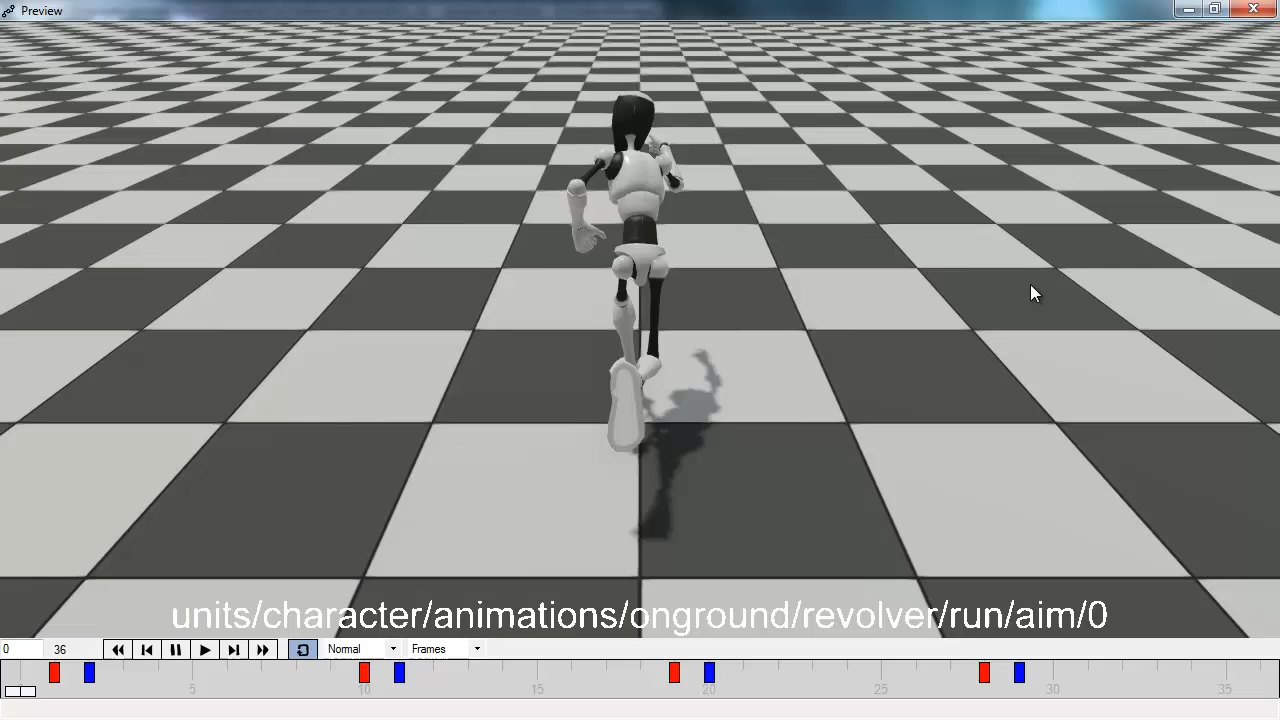 Preview
units/character/animations/onground/revolver/run/aim/0
0 36 Normal Frames
5 10 15 20 25 30 35